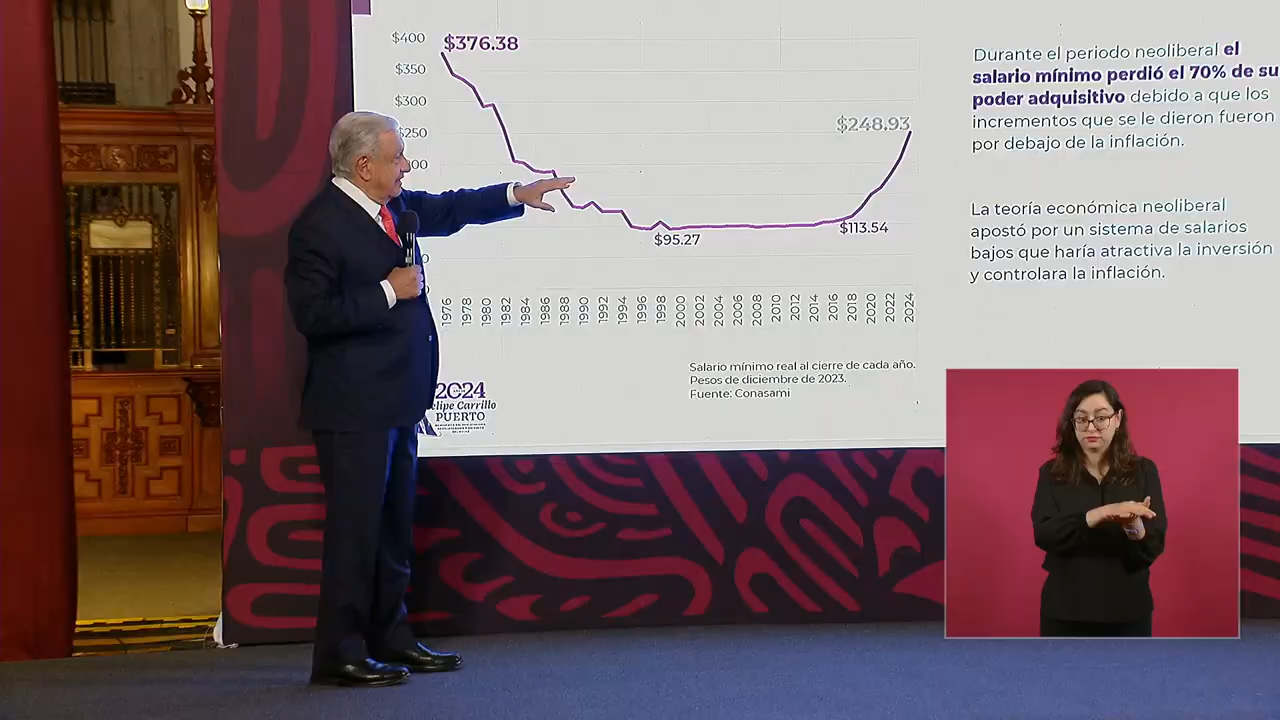 $400
$376.38
$350
$300
$250
$248.93
$113.54
$95.27
1976
1978
1980
1982
1984
1986
1988
1990
1992
1994
1996
1998
2000
2002
2004
2006
2008
2010
2012
2014
2016
2018
2020
2022
2024
Salario mínimo real al cierre de cada año.
Pesos de diciembre de 2023.
Fuente: Conasami
Durante el periodo neoliberal el
salario mínimo perdió el 70% de su
poder adquisitivo debido a que los
incrementos que se le dieron fueron
por debajo de la inflación.
La teoría económica neoliberal
apostó por un sistema de salarios
bajos que haría atractiva la inversión
y controlara la inflación.
2024
elipe Carrillo
PUERTO